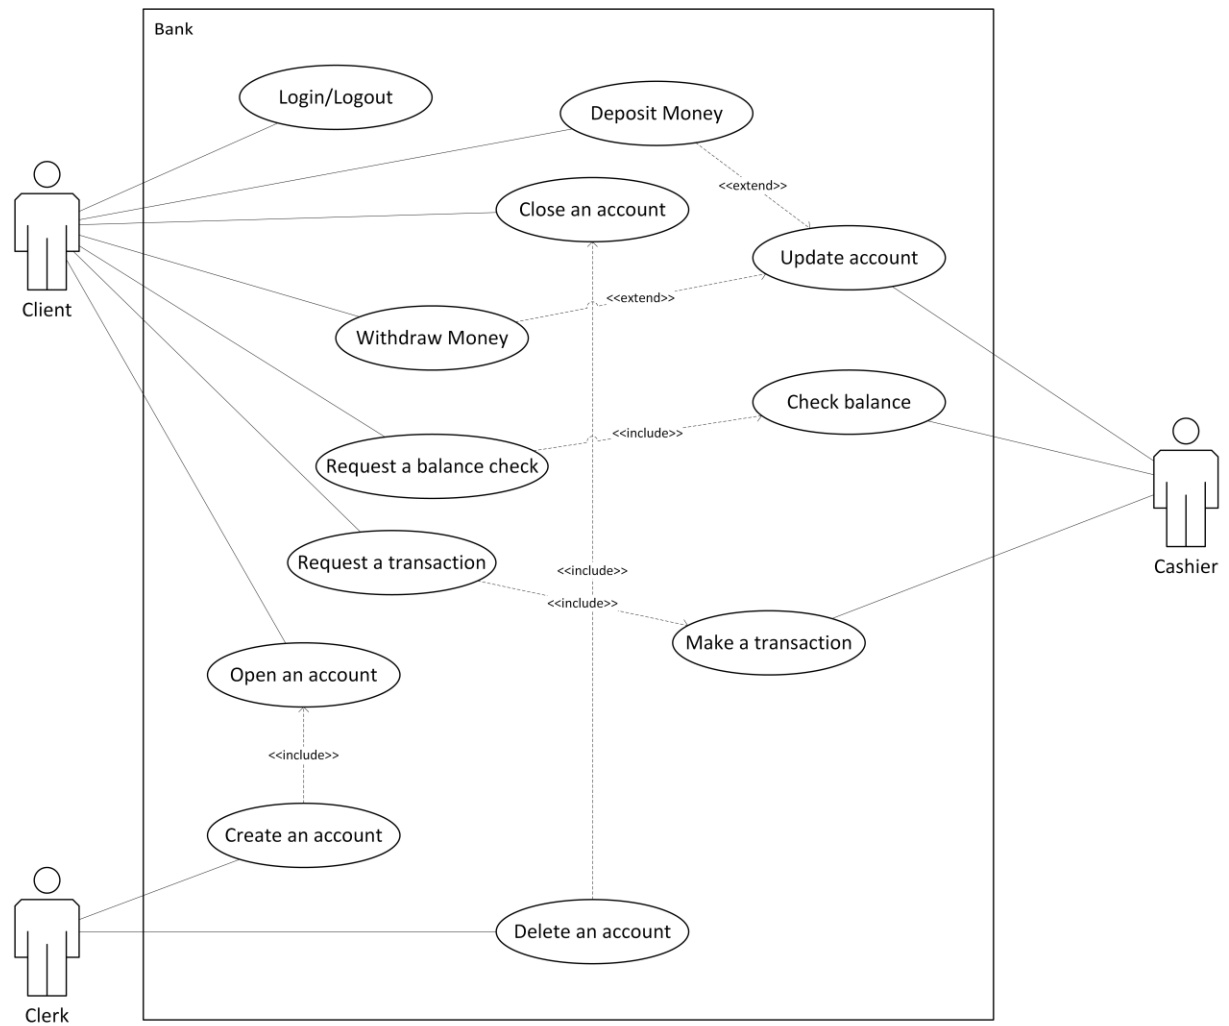 Bank
Login/Logout
Deposit Money
<<extend>>
Close an account
Update account
Client
<<extend>>
Withdraw Money
Check balance
<<include>>
Request a balance check
Request a transaction
<<include>>
Cashier
<<include>>
Make a transaction
Open an account
<<include>>
Create an account
Delete an account
Clerk